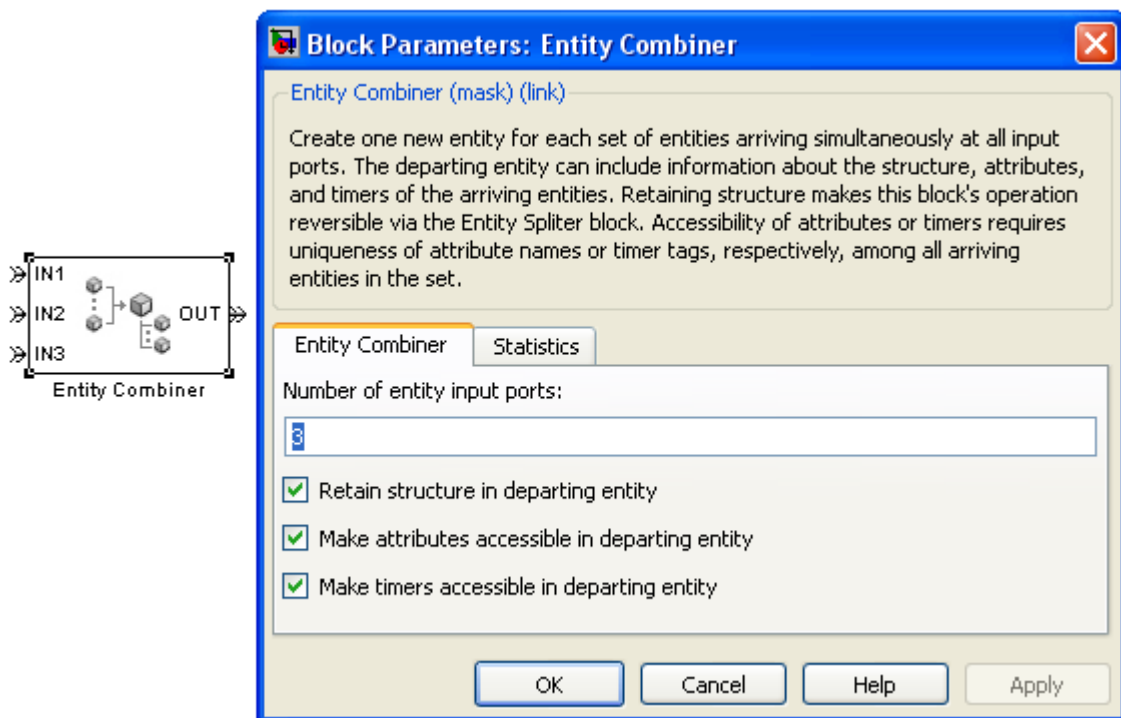 Block Parameters: Entity Combiner
Entity Combiner (mask) (link)
Create one new entity for each set of entities arriving simultaneously at all input
ports. The departing entity can include information about the structure, attributes,
and timers of the arriving entities. Retaining structure makes this block's operation
reversible via the Entity Spliter block. Accessibility of attributes or timers requires
uniqueness of attribute names or timer tags, respectively, among all arriving
entities in the set.
IN1
IN2
IN3
OUT
Entity Combiner
Entity Combiner
Statistics
Number of entity input ports:
3
Retain structure in departing entity
Make attributes accessible in departing entity
Make timers accessible in departing entity
OK
Cancel
Help
Apply